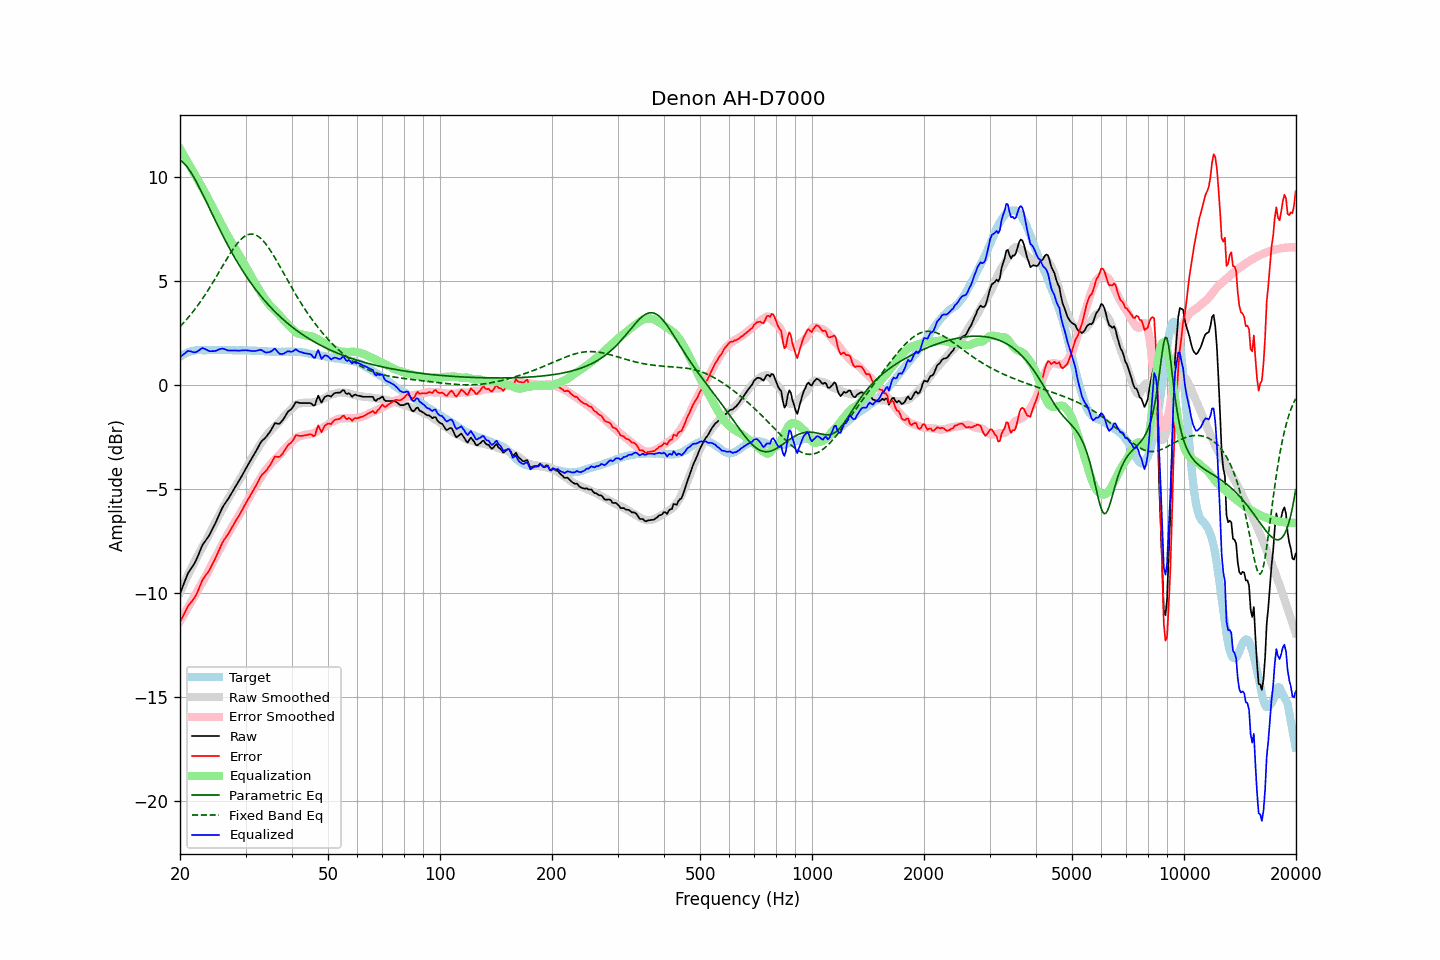 Denon AH-D7000
Amplitude (dBr)
10
5
0
−5
−10
−15
−20
Target
Raw Smoothed
Error Smoothed
Raw
Error
Equalization
Parametric Eq
Fixed Band Eq
Equalized
20 50 100 200 500 1000 2000 5000 10000 20000
Frequency (Hz)